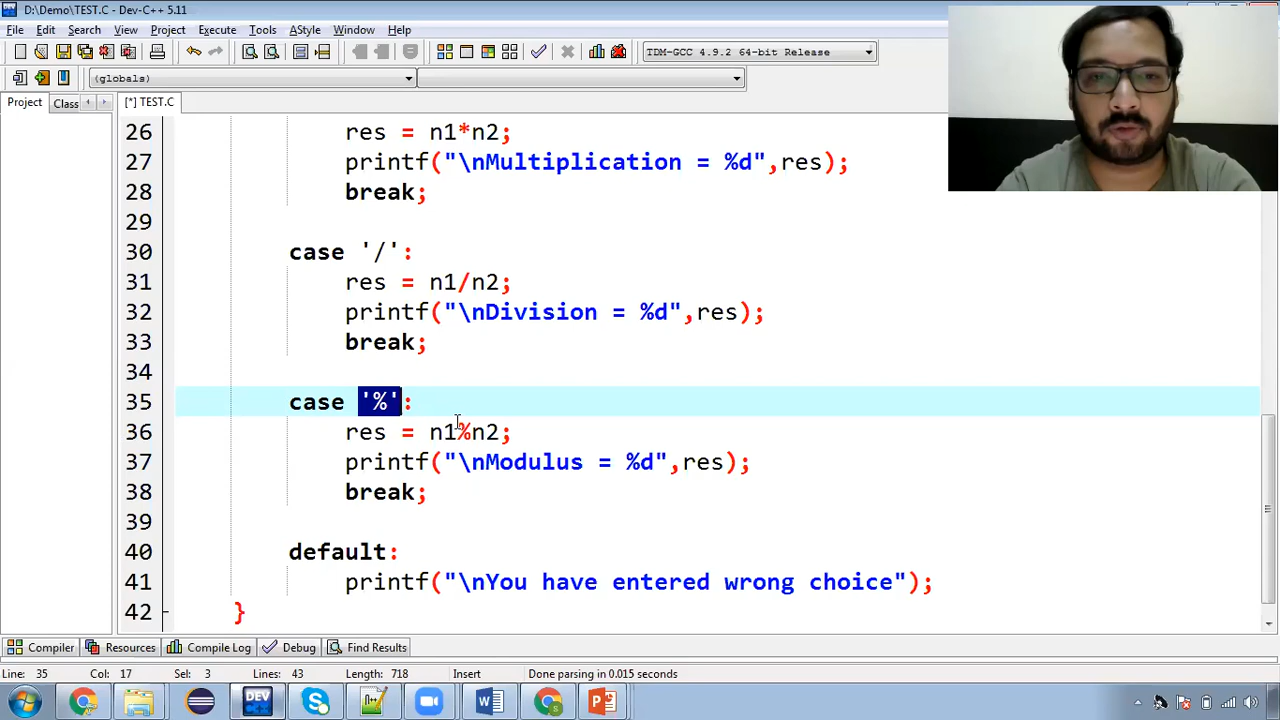 D:\Demo\TEST.C - Dev-C++ 5.11
File Edit Search View Project Execute Tools AStyle Window Help
TDM-GCC 4.9.2 64-bit Release
(globals)
Project Class [*] TEST.C
26 res = n1*n2;
27 printf("\nMultiplication = %d",res);
28 break;
29
30 case '/':
31 res = n1/n2;
32 printf("\nDivision = %d",res);
33 break;
34
35 case '%':
36 res = n1%n2;
37 printf("\nModulus = %d",res);
38 break;
39
40 default:
41 printf("\nYou have entered wrong choice");
42 }
Compiler Resources Compile Log Debug Find Results
Line: 35 Col: 17 Sel: 3 Lines: 43 Length: 718 Insert Done parsing in 0.015 seconds